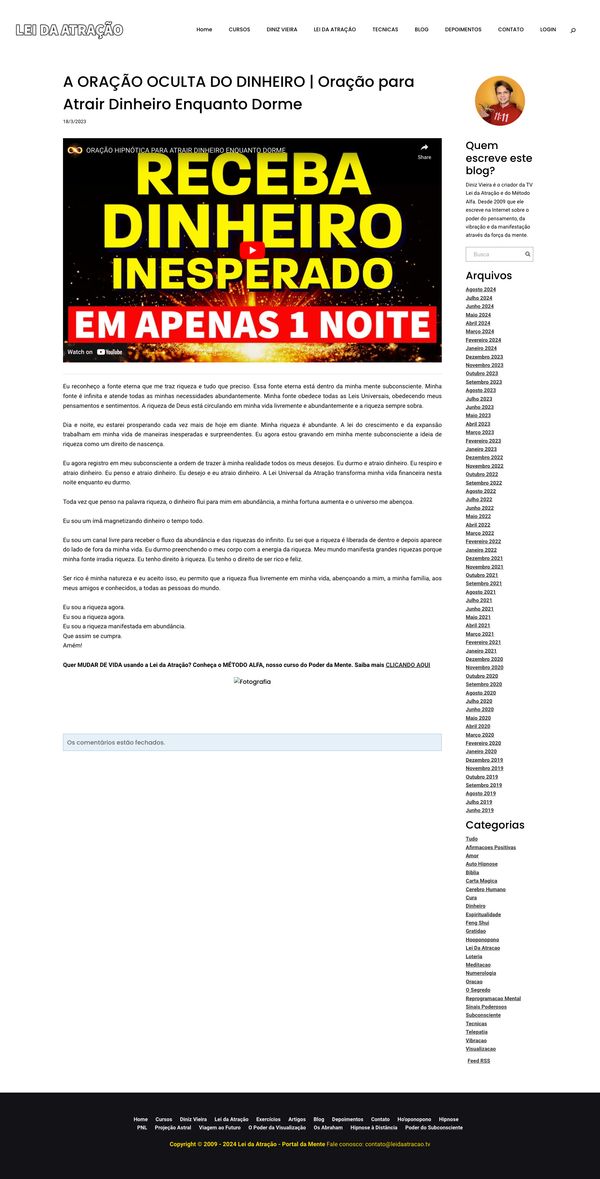 LEI DA ATRAÇÃO
Home CURSOS DINIZ VIEIRA LEI DA ATRAÇÃO TECNICAS BLOG DEPOIMENTOS CONTATO LOGIN
A ORAÇÃO OCULTA DO DINHEIRO | Oração para
Atrair Dinheiro Enquanto Dorme
18/3/2023
ORAÇÃO HIPNÓTICA PARA ATRAIR DINHEIRO ENQUANTO DORME
Share
RECEBA
DINHEIRO
INESPERADO
EM APENAS 1 NOITE
Watch on YouTube
Eu reconheço a fonte eterna que me traz riqueza e tudo que preciso. Essa fonte eterna está dentro da minha mente subconsciente. Minha
fonte é infinita e atende todas as minhas necessidades abundantemente. Minha fonte obedece todas as Leis Universais, obedecendo meus
pensamentos e sentimentos. A riqueza de Deus está circulando em minha vida livremente e abundantemente e a riqueza sempre sobra.
Dia e noite, eu estarei prosperando cada vez mais de hoje em diante. Minha riqueza é abundante. A lei do crescimento e da expansão
trabalham em minha vida de maneiras inesperadas e surpreendentes. Eu agora estou gravando em minha mente subconsciente a ideia de
riqueza como um direito de nascença.
Eu agora registro em meu subconsciente a ordem de trazer à minha realidade todos os meus desejos. Eu durmo e atraio dinheiro. Eu respiro e
atraio dinheiro. Eu penso e atraio dinheiro. Eu desejo e eu atraio dinheiro. A Lei Universal da Atração transforma minha vida financeira nesta
noite enquanto eu durmo.
Toda vez que penso na palavra riqueza, o dinheiro flui para mim em abundância, a minha fortuna aumenta e o universo me abençoa.
Eu sou um imã magnetizando dinheiro o tempo todo.
Eu sou um canal livre para receber o fluxo da abundância e das riquezas do infinito. Eu sei que a riqueza é liberada de dentro e depois aparece
do lado de fora da minha vida. Eu durmo preenchendo o meu corpo com a energia da riqueza. Meu mundo manifesta grandes riquezas porque
minha fonte irradia riqueza. Eu tenho direito à riqueza. Eu tenho o direito de ser rico e feliz.
Ser rico é minha natureza e eu aceito isso, eu permito que a riqueza flua livremente em minha vida, abençoando a mim, a minha família, aos
meus amigos e conhecidos, a todas as pessoas do mundo.
Eu sou a riqueza agora.
Eu sou a riqueza agora.
Eu sou a riqueza manifestada em abundância.
Que assim se cumpra.
Amém!
Quer MUDAR DE VIDA usando a Lei da Atração? Conheça o MÉTODO ALFA, nosso curso do Poder da Mente. Saiba mais CLICANDO AQUI
Fotografia
Os comentários estão fechados.
11:11
Quem
escreve este
blog?
Diniz Vieira é o criador da TV
Lei da Atração e do Método
Alfa. Desde 2009 que ele
escreve na Internet sobre o
poder do pensamento, da
vibração e da manifestação
através da força da mente.
Busca
Arquivos
Agosto 2024
Julho 2024
Junho 2024
Maio 2024
Abril 2024
Março 2024
Fevereiro 2024
Janeiro 2024
Dezembro 2023
Novembro 2023
Outubro 2023
Setembro 2023
Agosto 2023
Julho 2023
Junho 2023
Maio 2023
Abril 2023
Março 2023
Fevereiro 2023
Janeiro 2023
Dezembro 2022
Novembro 2022
Outubro 2022
Setembro 2022
Agosto 2022
Julho 2022
Junho 2022
Maio 2022
Abril 2022
Março 2022
Fevereiro 2022
Janeiro 2022
Dezembro 2021
Novembro 2021
Outubro 2021
Setembro 2021
Agosto 2021
Julho 2021
Junho 2021
Maio 2021
Abril 2021
Março 2021
Fevereiro 2021
Janeiro 2021
Dezembro 2020
Novembro 2020
Outubro 2020
Setembro 2020
Agosto 2020
Julho 2020
Junho 2020
Maio 2020
Abril 2020
Março 2020
Fevereiro 2020
Janeiro 2020
Dezembro 2019
Novembro 2019
Outubro 2019
Setembro 2019
Agosto 2019
Julho 2019
Junho 2019
Categorias
Tudo
Afirmacoes Positivas
Amor
Auto Hipnose
Biblia
Carta Magica
Cerebro Humano
Cura
Dinheiro
Espiritualidade
Feng Shui
Gratidao
Hooponopono
Lei Da Atracao
Loteria
Meditacao
Numerologia
Oracao
O Segredo
Reprogramacao Mental
Sinais Poderosos
Subconsciente
Tecnicas
Telepatia
Vibracao
Visualizacao
Feed RSS
Home Cursos Diniz Vieira Lei da Atração Exercícios Artigos Blog Depoimentos Contato Ho'oponopono Hipnose
PNL Projeção Astral Viagem ao Futuro O Poder da Visualização Os Abraham Hipnose à Distância Poder do Subconsciente
Copyright © 2009 - 2024 Lei da Atração - Portal da Mente Fale conosco: contato@leidaatracao.tv